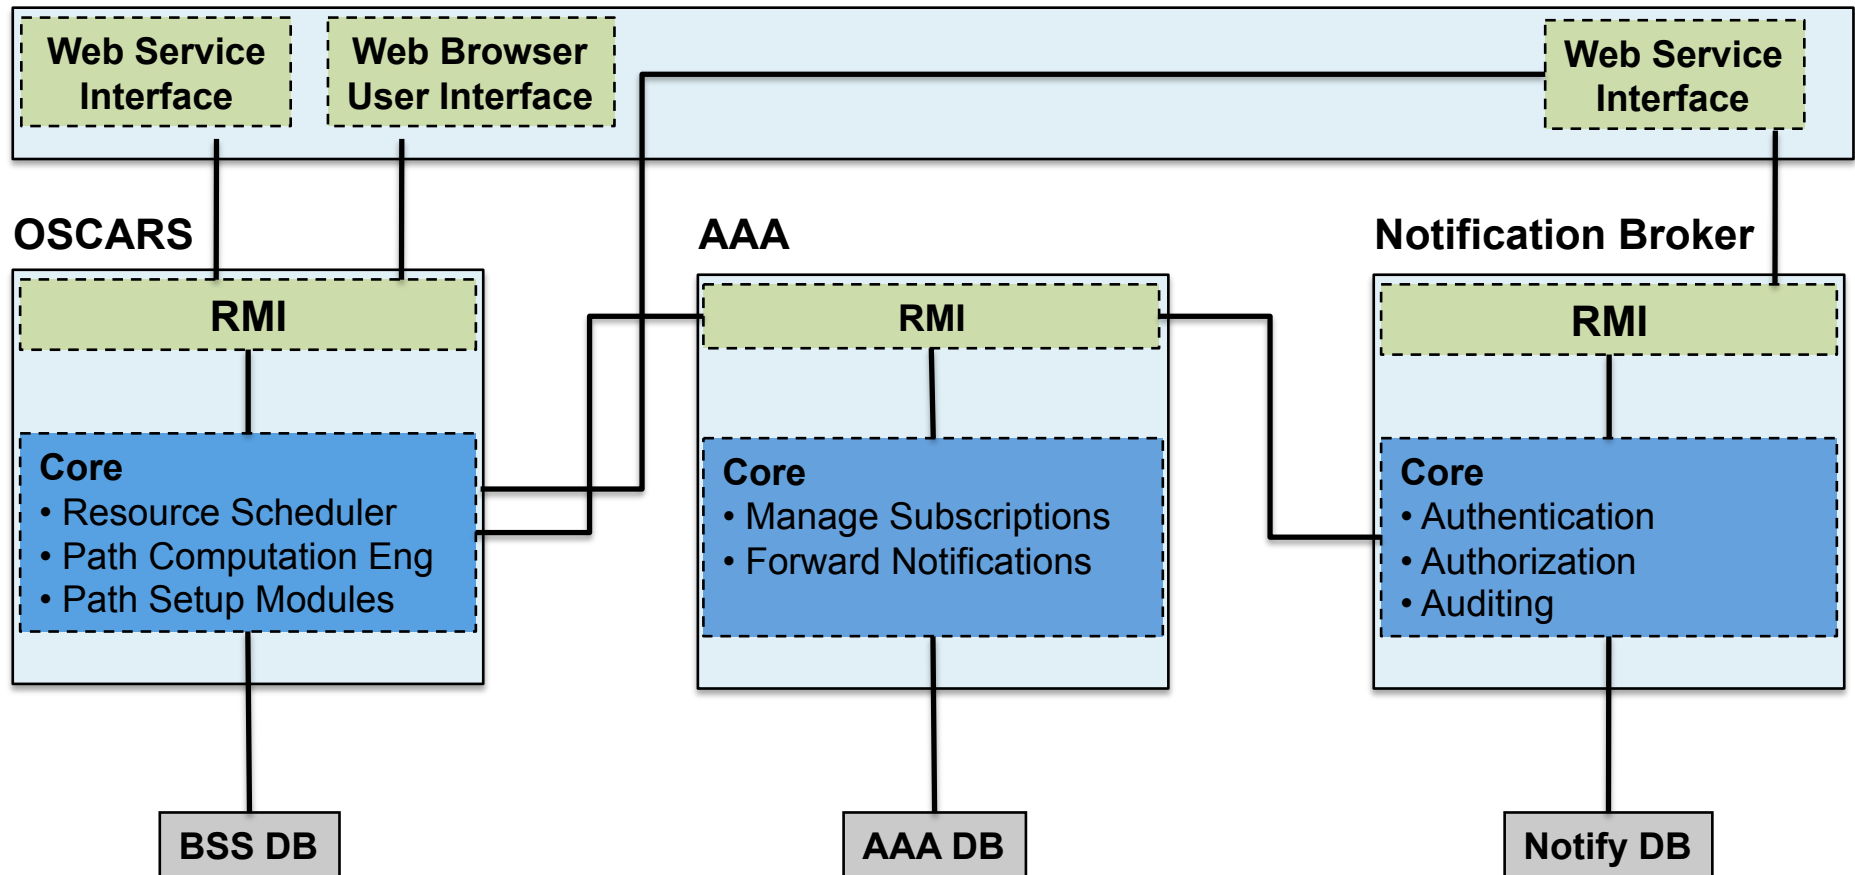 Web Service
Interface
Web Browser
User Interface
Web Service
Interface
OSCARS
AAA
Notification Broker
RMI
RMI
RMI
Core
• Resource Scheduler
• Path Computation Eng
• Path Setup Modules
Core
• Manage Subscriptions
• Forward Notifications
Core
• Authentication
• Authorization
• Auditing
BSS DB
AAA DB
Notify DB